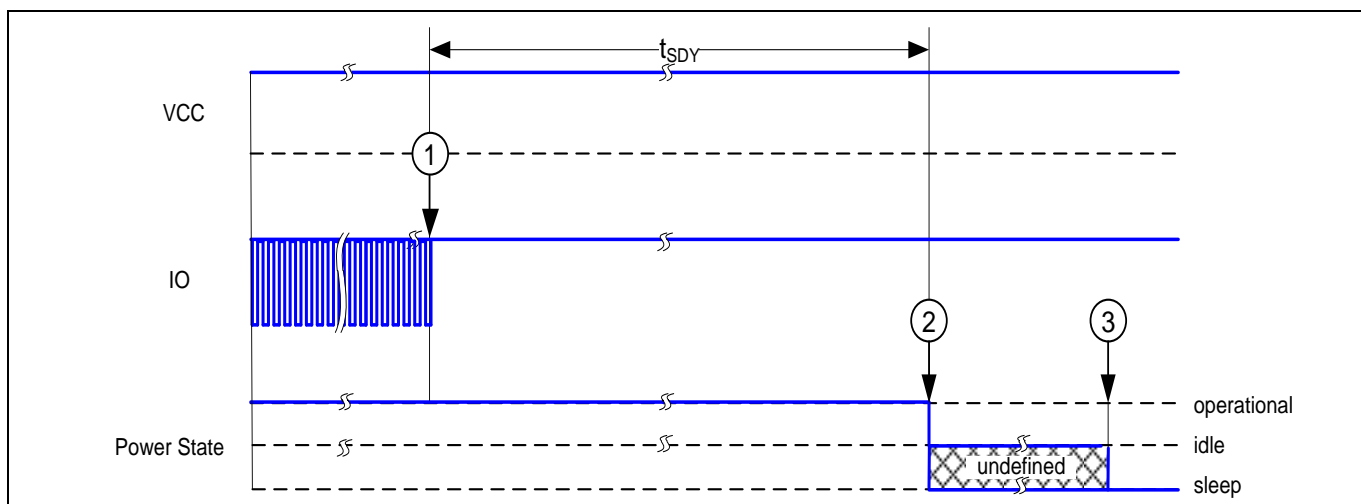 tSDY
VCC
1
IO
2
3
operational
Power State
idle
undefined
sleep